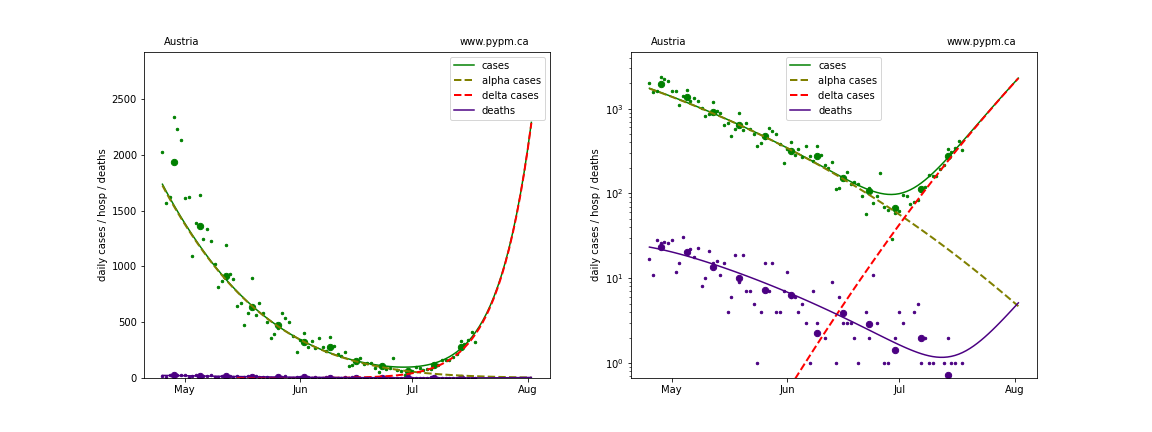 Austria www.pypm.ca
cases
alpha cases
delta cases
deaths
daily cases / hosp / deaths
2500
2000
1500
1000
500
0
May Jun Jul Aug
Austria www.pypm.ca
cases
alpha cases
delta cases
deaths
daily cases / hosp / deaths
10³
10²
10¹
10⁰
May Jun Jul Aug